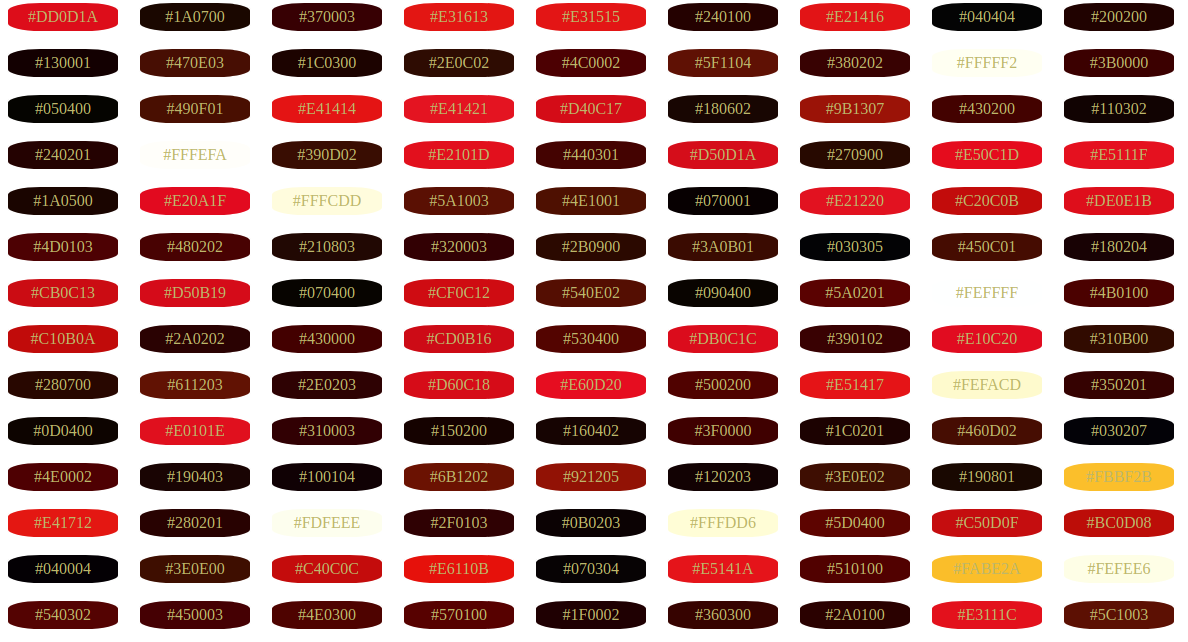 #DD0D1A #1A0700 #370003 #E31613 #E31515 #240100 #E21416 #040404 #200200
#130001 #470E03 #1C0300 #2E0C02 #4C0002 #5F1104 #380202 #FFFFF2 #3B0000
#050400 #490F01 #E41414 #E41421 #D40C17 #180602 #9B1307 #430200 #110302
#240201 #FFFEFA #390D02 #E2101D #440301 #D50D1A #270900 #E50C1D #E5111F
#1A0500 #E20A1F #FFFCDD #5A1003 #4E1001 #070001 #E21220 #C20C0B #DE0E1B
#4D0103 #480202 #210803 #320003 #2B0900 #3A0B01 #030305 #450C01 #180204
#CB0C13 #D50B19 #070400 #CF0C12 #540E02 #090400 #5A0201 #FEFFFF #4B0100
#C10B0A #2A0202 #430000 #CD0B16 #530400 #DB0C1C #390102 #E10C20 #310B00
#280700 #611203 #2E0203 #D60C18 #E60D20 #500200 #E51417 #FEFACD #350201
#0D0400 #E0101E #310003 #150200 #160402 #3F0000 #1C0201 #460D02 #030207
#4E0002 #190403 #100104 #6B1202 #921205 #120203 #3E0E02 #190801 #FBBF2B
#E41712 #280201 #FDFEEE #2F0103 #0B0203 #FFFDD6 #5D0400 #C50D0F #BC0D08
#040004 #3E0E00 #C40C0C #E6110B #070304 #E5141A #510100 #FABE2A #FEFEE6
#540302 #450003 #4E0300 #570100 #1F0002 #360300 #2A0100 #E3111C #5C1003